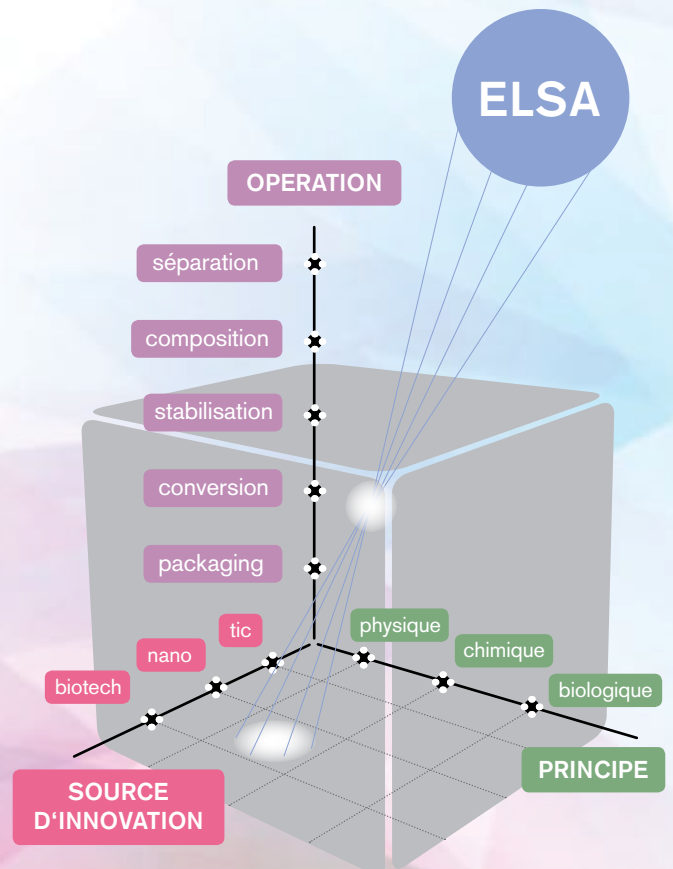 ELSA
OPERATION
séparation
composition
stabilisation
conversion
packaging
tic
nano
biotech
physique
chimique
biologique
SOURCE
D‘INNOVATION
PRINCIPE